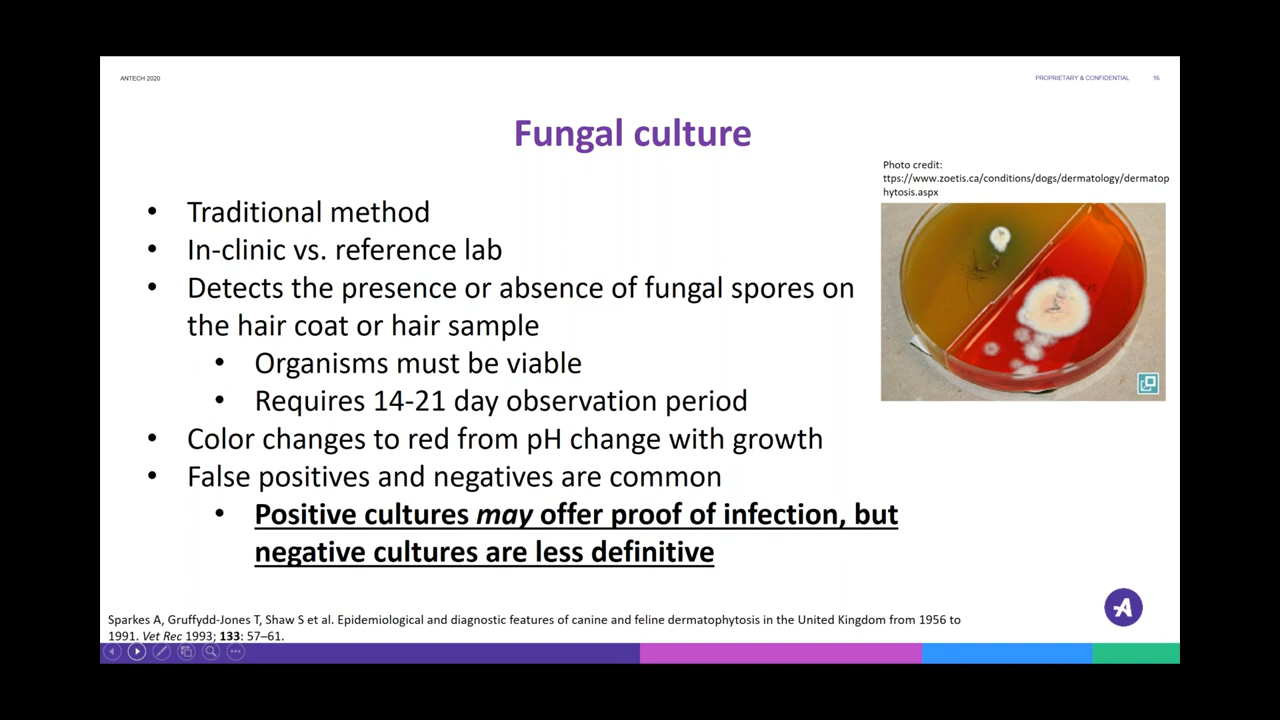 ANTECH 2020
PROPRIETARY & CONFIDENTIAL
16
Fungal culture
Photo credit:
ttps://www.zoetis.ca/conditions/dogs/dermatology/dermatop
hytosis.aspx
• Traditional method
• In-clinic vs. reference lab
• Detects the presence or absence of fungal spores on
the hair coat or hair sample
• Organisms must be viable
• Requires 14-21 day observation period
• Color changes to red from pH change with growth
• False positives and negatives are common
• Positive cultures may offer proof of infection, but
negative cultures are less definitive
Sparkes A, Gruffydd-Jones T, Shaw S et al. Epidemiological and diagnostic features of canine and feline dermatophytosis in the United Kingdom from 1956 to
1991. Vet Rec 1993; 133: 57–61.